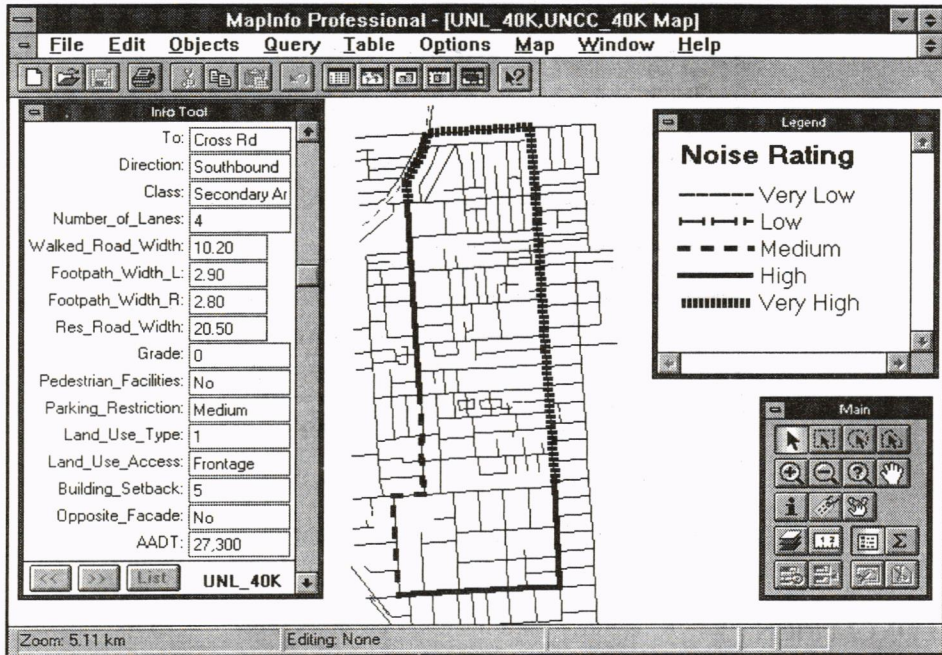 MapInfo Professional - [UNL_40K,UNCC_40K Map]
File Edit Objects Query Table Options Map Window Help
Info Tool
To: Cross Rd
Direction: Southbound
Class: Secondary Ar
Number_of_Lanes: 4
Walked_Road_Width: 10.20
Footpath_Width_L: 2.90
Footpath_Width_R: 2.80
Res_Road_Width: 20.50
Grade: 0
Pedestrian_Facilities: No
Parking_Restriction: Medium
Land_Use_Type: 1
Land_Use_Access: Frontage
Building_Setback: 5
Opposite_Facade: No
AADT: 27,300
<< >> List UNL_40K
Legend
Noise Rating
Very Low
Low
Medium
High
Very High
Main
Zoom: 5.11 km Editing: None